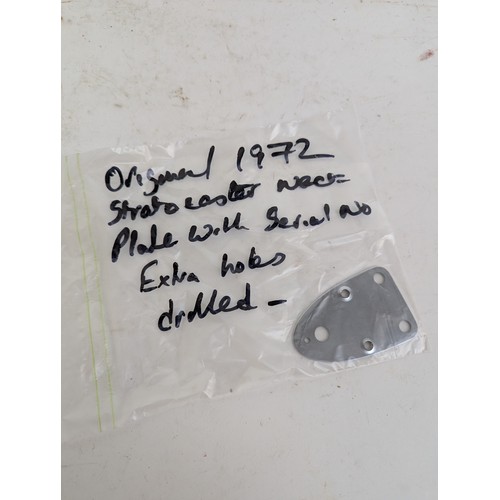 Original 1972
Stratocaster neck
Plate with Serial No
Extra holes
drilled -